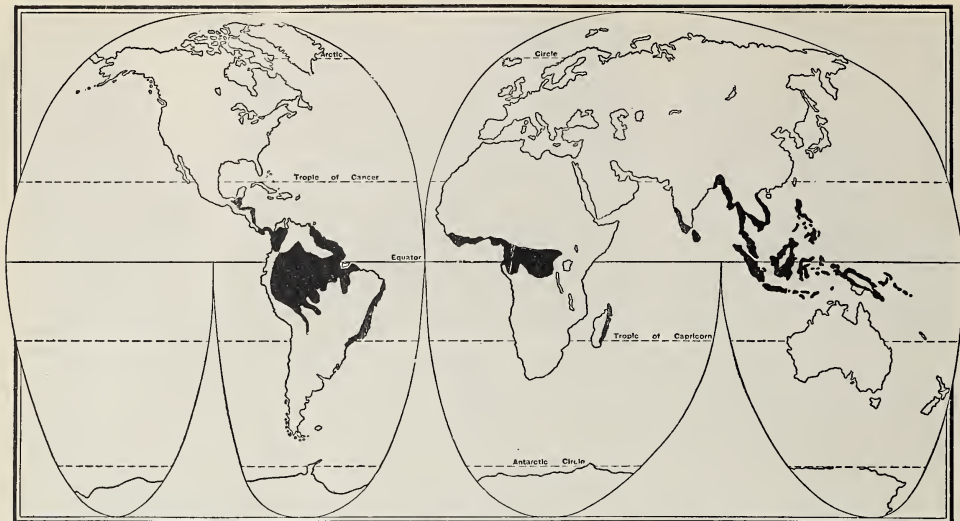 Arctic Circle
Tropic of Cancer
Equator
Tropic of Capricorn
Antarctic Circle